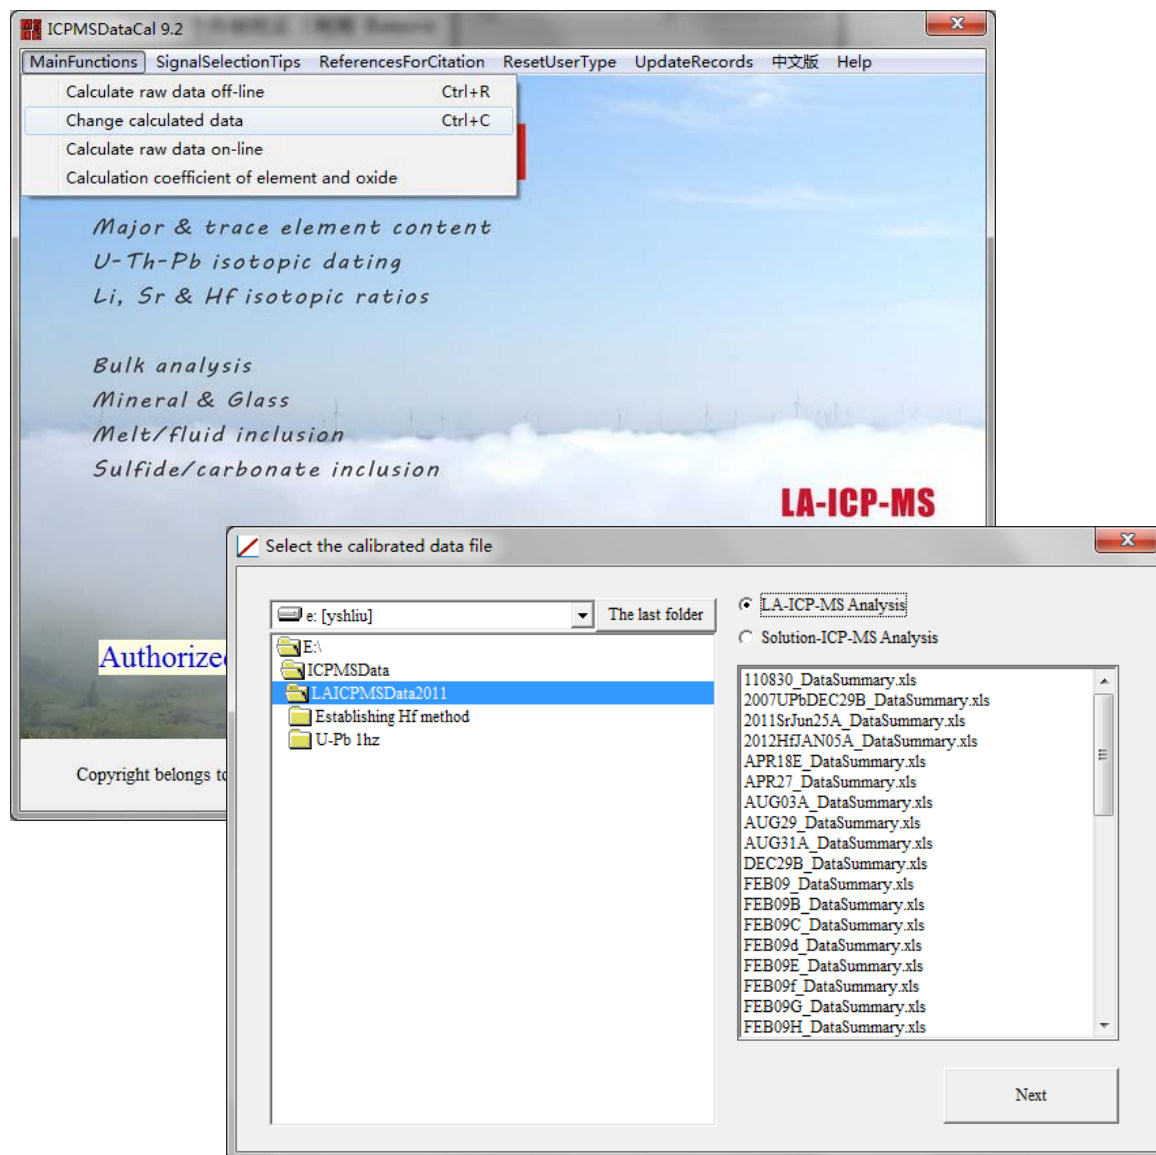 ICPMSDataCal 9.2
MainFunctions SignalSelectionTips ReferencesForCitation ResetUserType UpdateRecords 中文版 Help
Calculate raw data off-line Ctrl+R
Change calculated data Ctrl+C
Calculate raw data on-line
Calculation coefficient of element and oxide
Major & trace element content
U-Th-Pb isotopic dating
Li, Sr & Hf isotopic ratios
Bulk analysis
Mineral & Glass
Melt/fluid inclusion
Sulfide/carbonate inclusion
LA-ICP-MS
Authorize
Copyright belongs to
Select the calibrated data file
e: [yshliu] The last folder
E:\
ICPMSData
LAICPMSData2011
Establishing Hf method
U-Pb 1hz
LA-ICP-MS Analysis
Solution-ICP-MS Analysis
110830_DataSummary.xls
2007UPbDEC29B_DataSummary.xls
2011SrJun25A_DataSummary.xls
2012HfJAN05A_DataSummary.xls
APR18E_DataSummary.xls
APR27_DataSummary.xls
AUG03A_DataSummary.xls
AUG29_DataSummary.xls
AUG31A_DataSummary.xls
DEC29B_DataSummary.xls
FEB09_DataSummary.xls
FEB09B_DataSummary.xls
FEB09C_DataSummary.xls
FEB09d_DataSummary.xls
FEB09E_DataSummary.xls
FEB09f_DataSummary.xls
FEB09G_DataSummary.xls
FEB09H_DataSummary.xls
Next